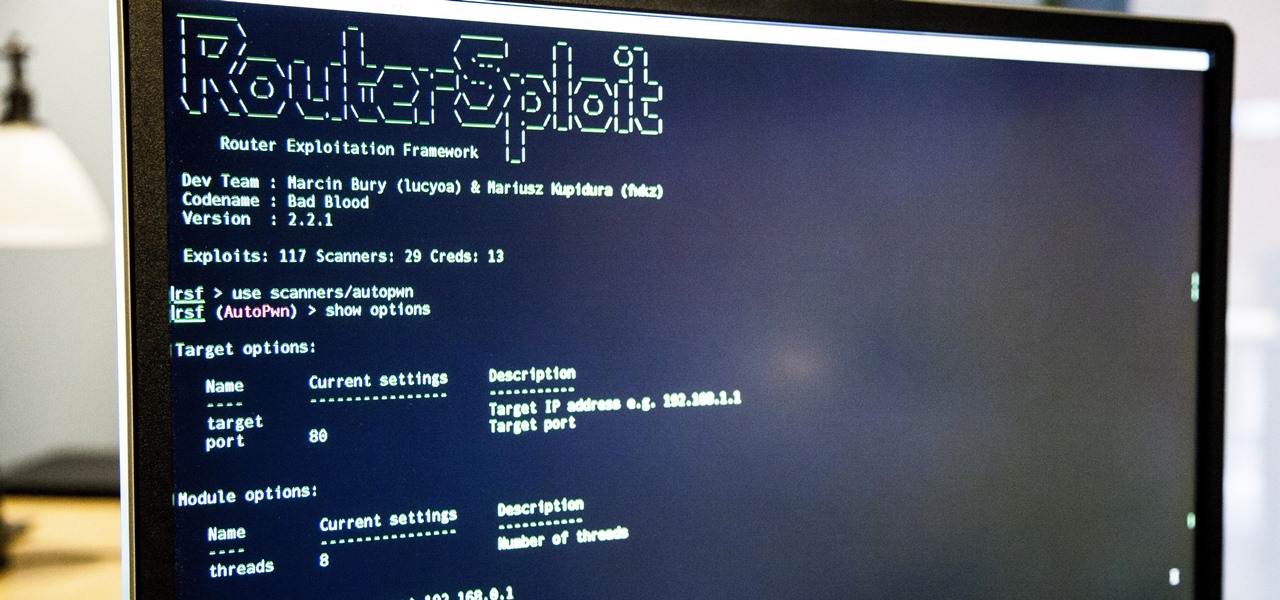 RouterSploit
Router Exploitation Framework
Dev Team : Marcin Bury (lucyoa) & Mariusz Kupidura (fwkz)
Codename : Bad Blood
Version : 2.2.1
Exploits: 117 Scanners: 29 Creds: 13
rsf > use scanners/autopwn
rsf (AutoPwn) > show options
Target options:
Name Current settings Description
---- ---------------- -----------
target Target IP address e.g. 192.168.1.1
port 80 Target port
Module options:
Name Current settings Description
---- ---------------- -----------
threads 8 Number of threads
192.168.0.1